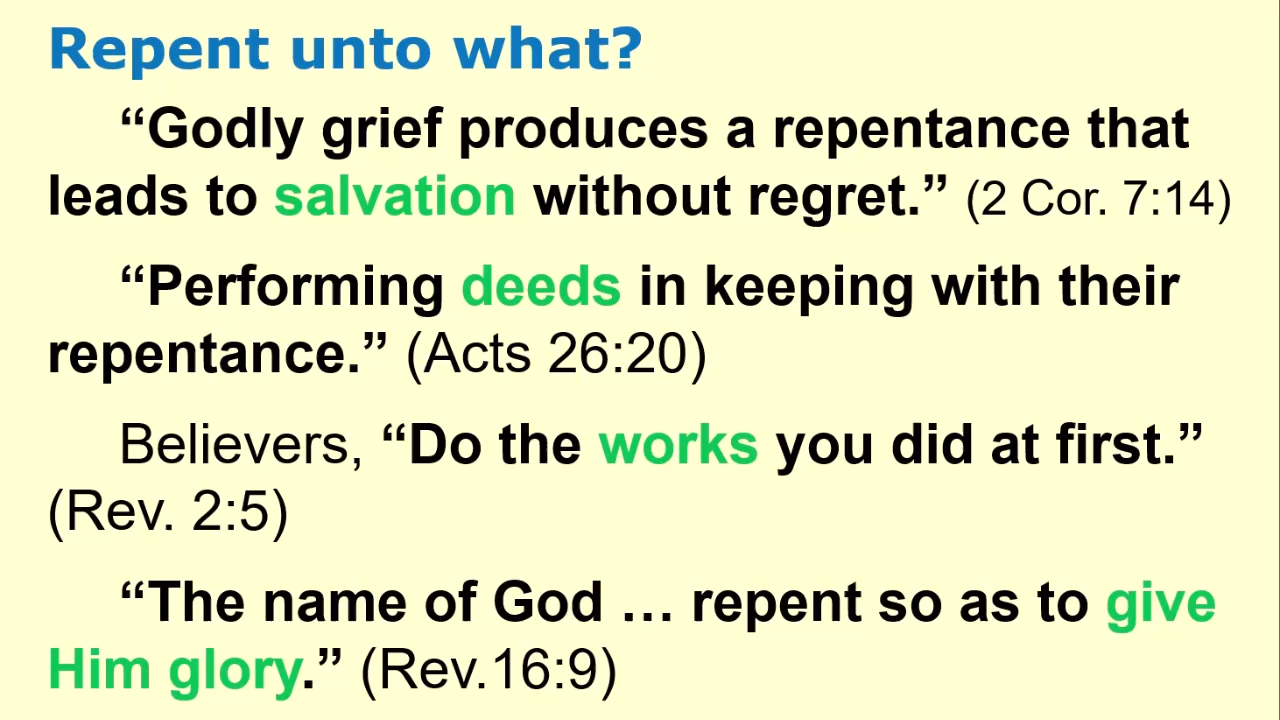 Repent unto what?
“Godly grief produces a repentance that
leads to salvation without regret.” (2 Cor. 7:14)
“Performing deeds in keeping with their
repentance.” (Acts 26:20)
Believers, “Do the works you did at first.”
(Rev. 2:5)
“The name of God … repent so as to give
Him glory.” (Rev.16:9)